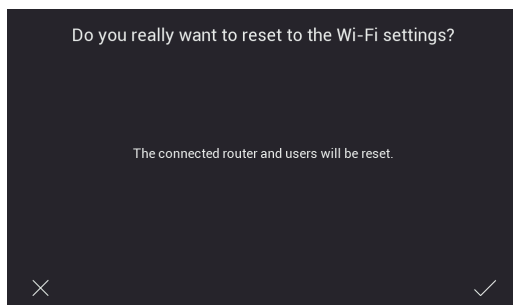 Do you really want to reset to the Wi-Fi settings?
The connected router and users will be reset.